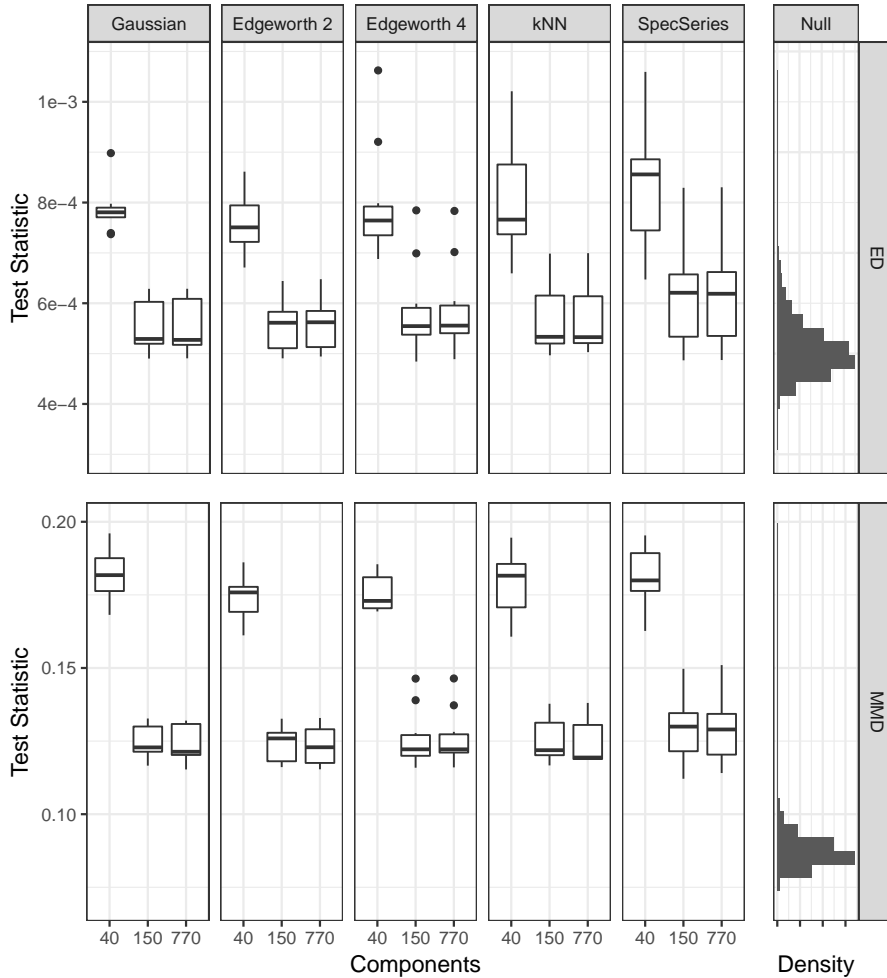 Gaussian Edgeworth 2 Edgeworth 4 kNN SpecSeries Null
Test Statistic
1e-3
8e-4
6e-4
4e-4
ED
Test Statistic
0.20
0.15
0.10
MMD
40 150 770 40 150 770 40 150 770 40 150 770 40 150 770
Components Density